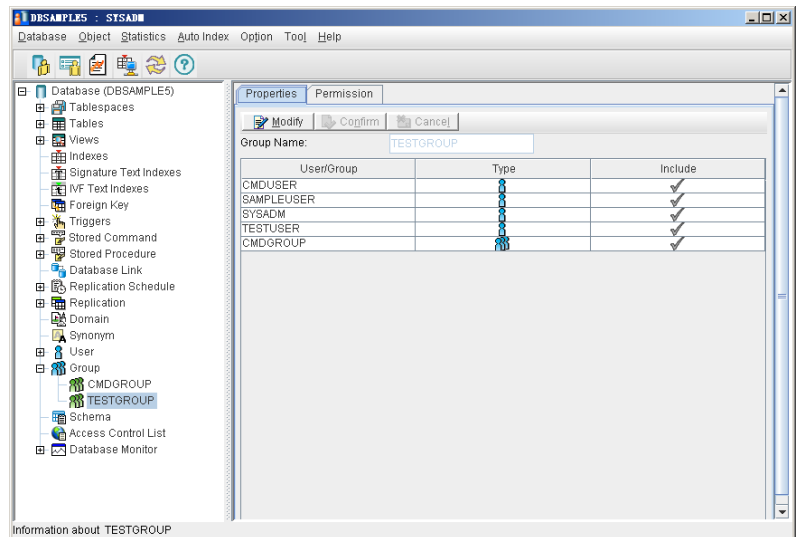 DBSAMPLE5 : SYSADM
Database Object Statistics Auto Index Option Tool Help
Database (DBSAMPLE5)
Tablespaces
Tables
Views
Indexes
Signature Text Indexes
IVF Text Indexes
Foreign Key
Triggers
Stored Command
Stored Procedure
Database Link
Replication Schedule
Replication
Domain
Synonym
User
Group
CMDGROUP
TESTGROUP
Schema
Access Control List
Database Monitor
Properties Permission
Modify Confirm Cancel
Group Name: TESTGROUP
User/Group Type Include
CMDUSER
SAMPLEUSER
SYSADM
TESTUSER
CMDGROUP
Information about TESTGROUP